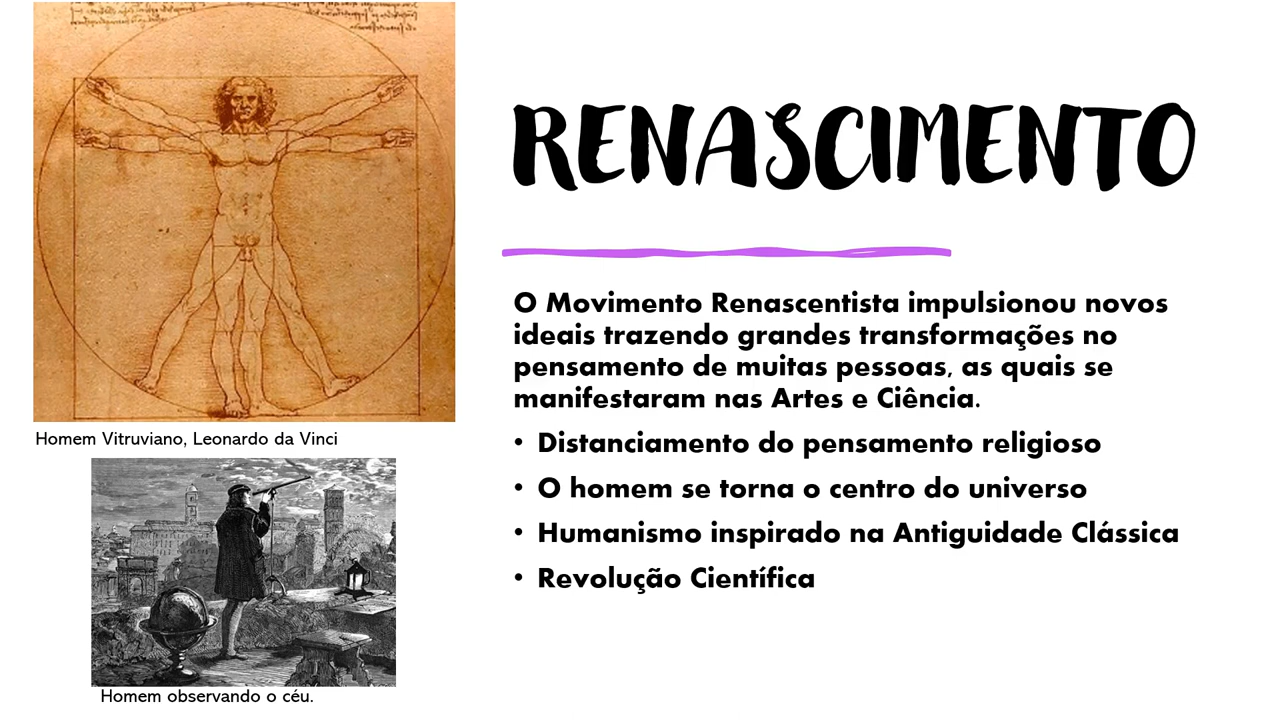 RENASCIMENTO
O Movimento Renascentista impulsionou novos
ideais trazendo grandes transformações no
pensamento de muitas pessoas, as quais se
manifestaram nas Artes e Ciência.
• Distanciamento do pensamento religioso
• O homem se torna o centro do universo
• Humanismo inspirado na Antiguidade Clássica
• Revolução Científica
Homem Vitruviano, Leonardo da Vinci
Homem observando o céu.